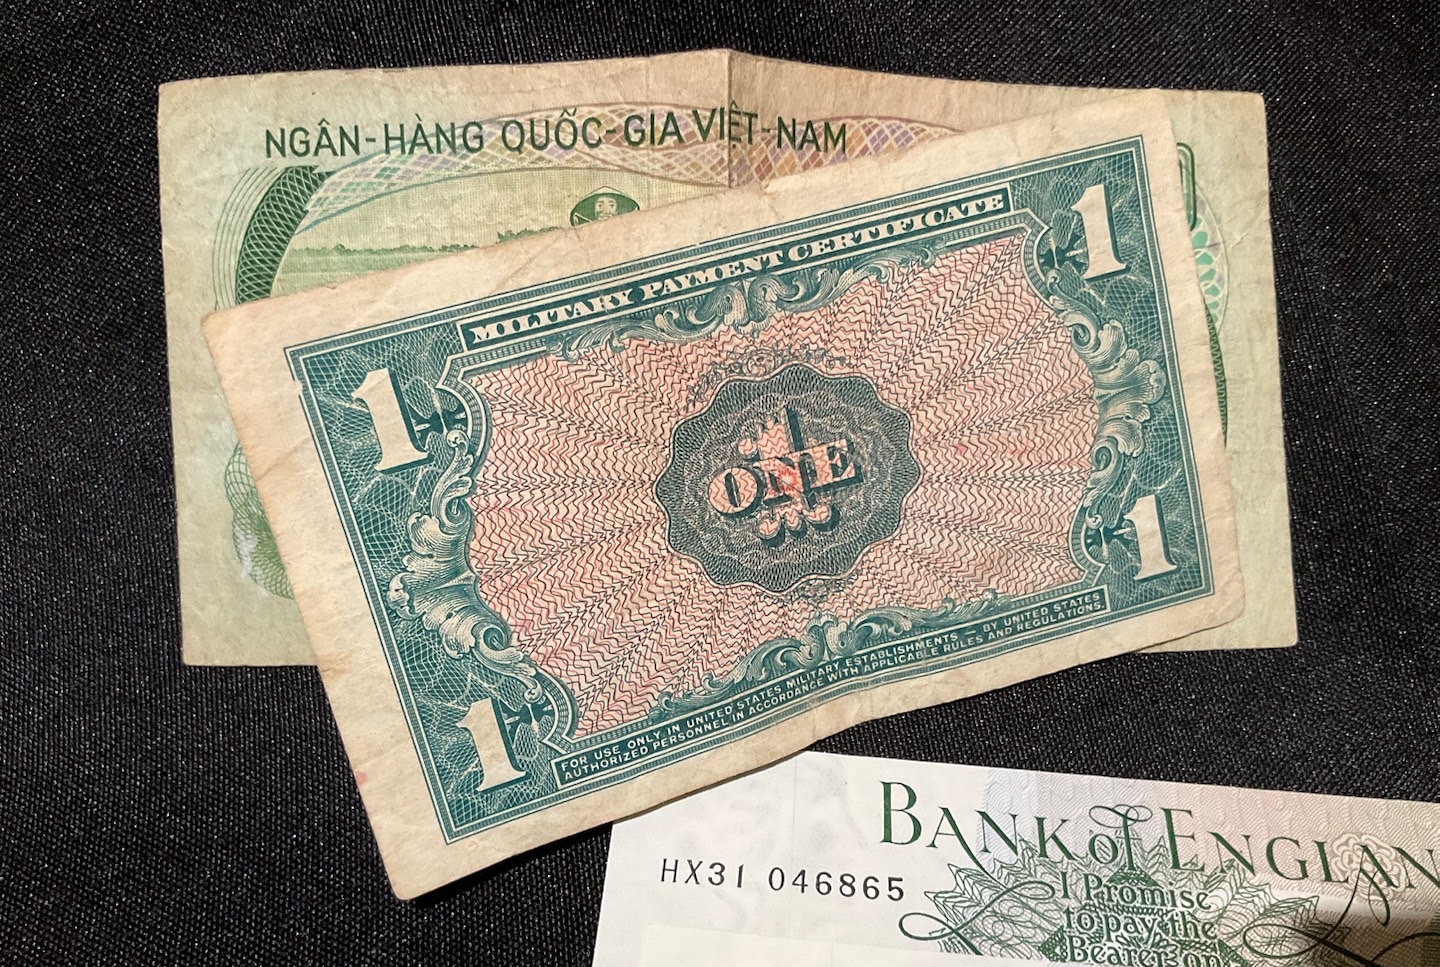 NGÂN-HÀNG QUỐC-GIA VIỆT-NAM
MILITARY PAYMENT CERTIFICATE
1
1
ONE
1
1
FOR USE ONLY IN UNITED STATES MILITARY ESTABLISHMENTS — BY UNITED STATES
AUTHORIZED PERSONNEL IN ACCORDANCE WITH APPLICABLE RULES AND REGULATIONS.
BANK of ENGLAN
HX31 046865
I Promise
to pay the
Bearer on